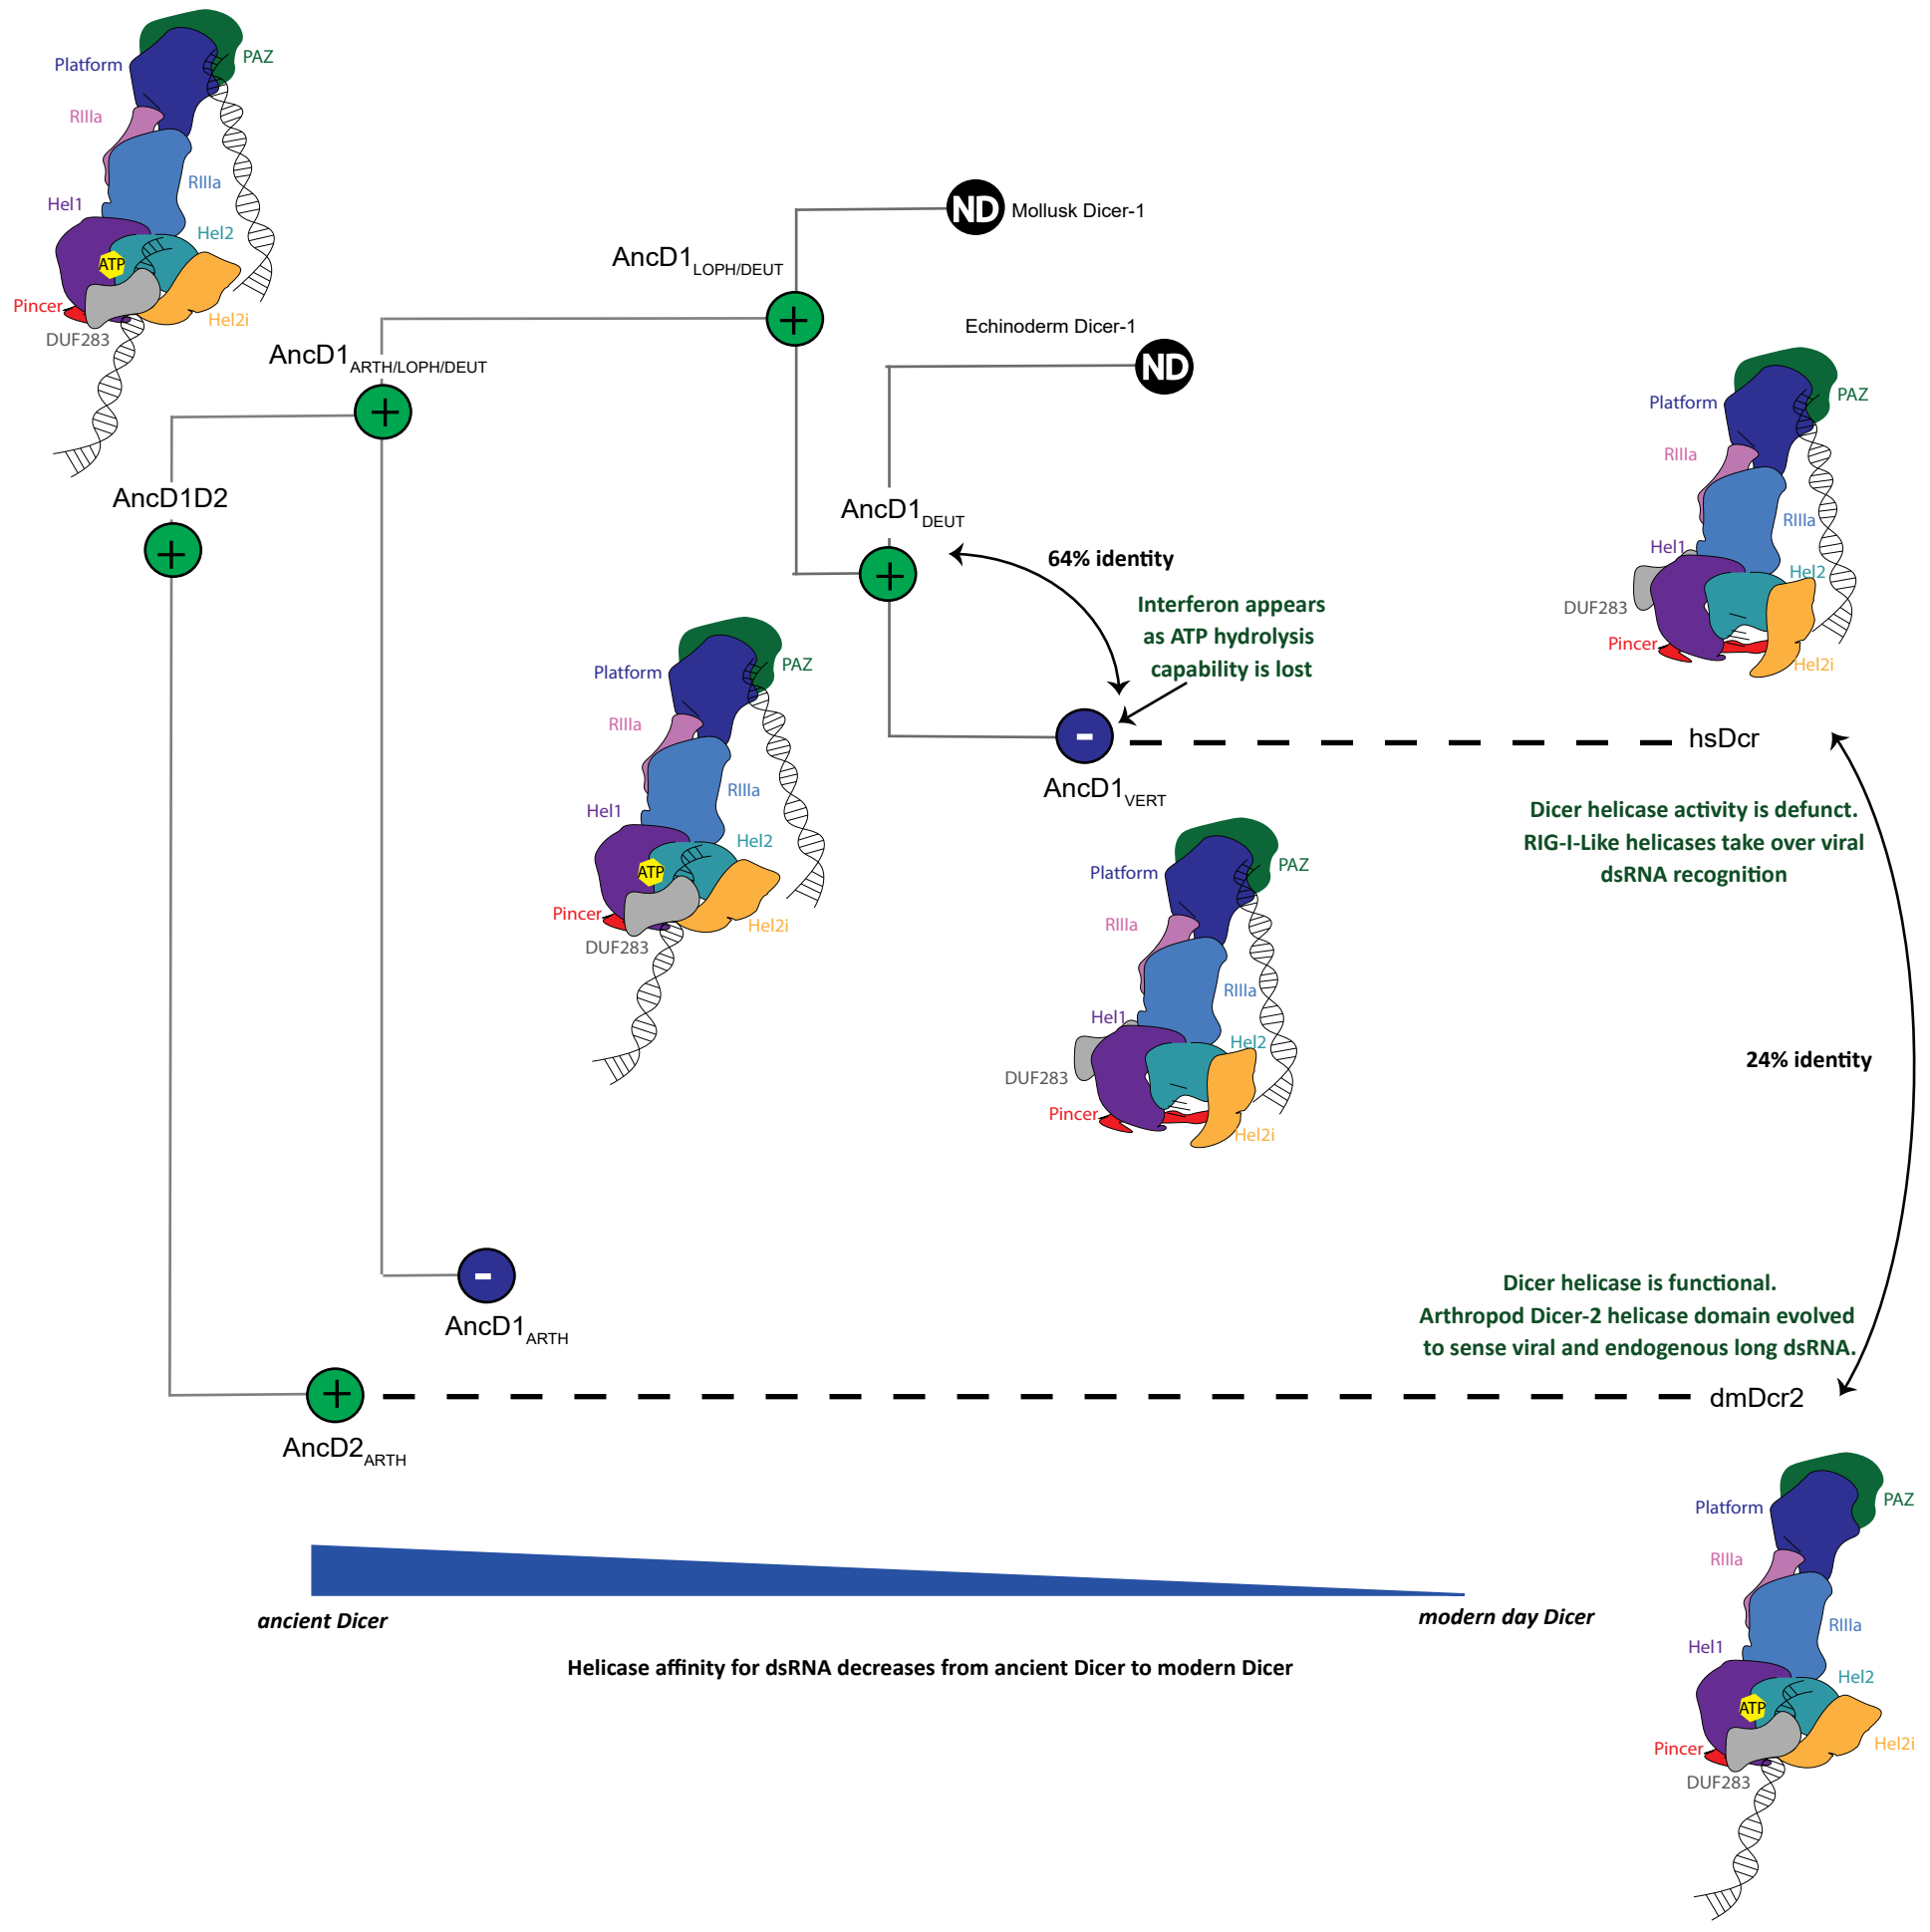 Platform
PAZ
RIIIa
RIIIa
Hel1
Hel2
ATP
Pincer
Hel2i
DUF283
ND Mollusk Dicer-1
AncD1LOPH/DEUT
+
Echinoderm Dicer-1
ND
AncD1ARTH/LOPH/DEUT
+
AncD1D2
+
AncD1DEUT
+
64% identity
Interferon appears
as ATP hydrolysis
capability is lost
-
AncD1VERT
hsDcr
Platform
PAZ
RIIIa
RIIIa
Hel1
Hel2
DUF283
Pincer
Hel2i
Platform
PAZ
RIIIa
RIIIa
Hel1
Hel2
ATP
Pincer
Hel2i
DUF283
Dicer helicase activity is defunct.
RIG-I-Like helicases take over viral
dsRNA recognition
Platform
PAZ
RIIIa
RIIIa
Hel1
Hel2
DUF283
Pincer
Hel2i
24% identity
-
AncD1ARTH
Dicer helicase is functional.
Arthropod Dicer-2 helicase domain evolved
to sense viral and endogenous long dsRNA.
+
dmDcr2
AncD2ARTH
Platform
PAZ
RIIIa
RIIIa
Hel1
Hel2
ATP
Pincer
Hel2i
DUF283
ancient Dicer
modern day Dicer
Helicase affinity for dsRNA decreases from ancient Dicer to modern Dicer